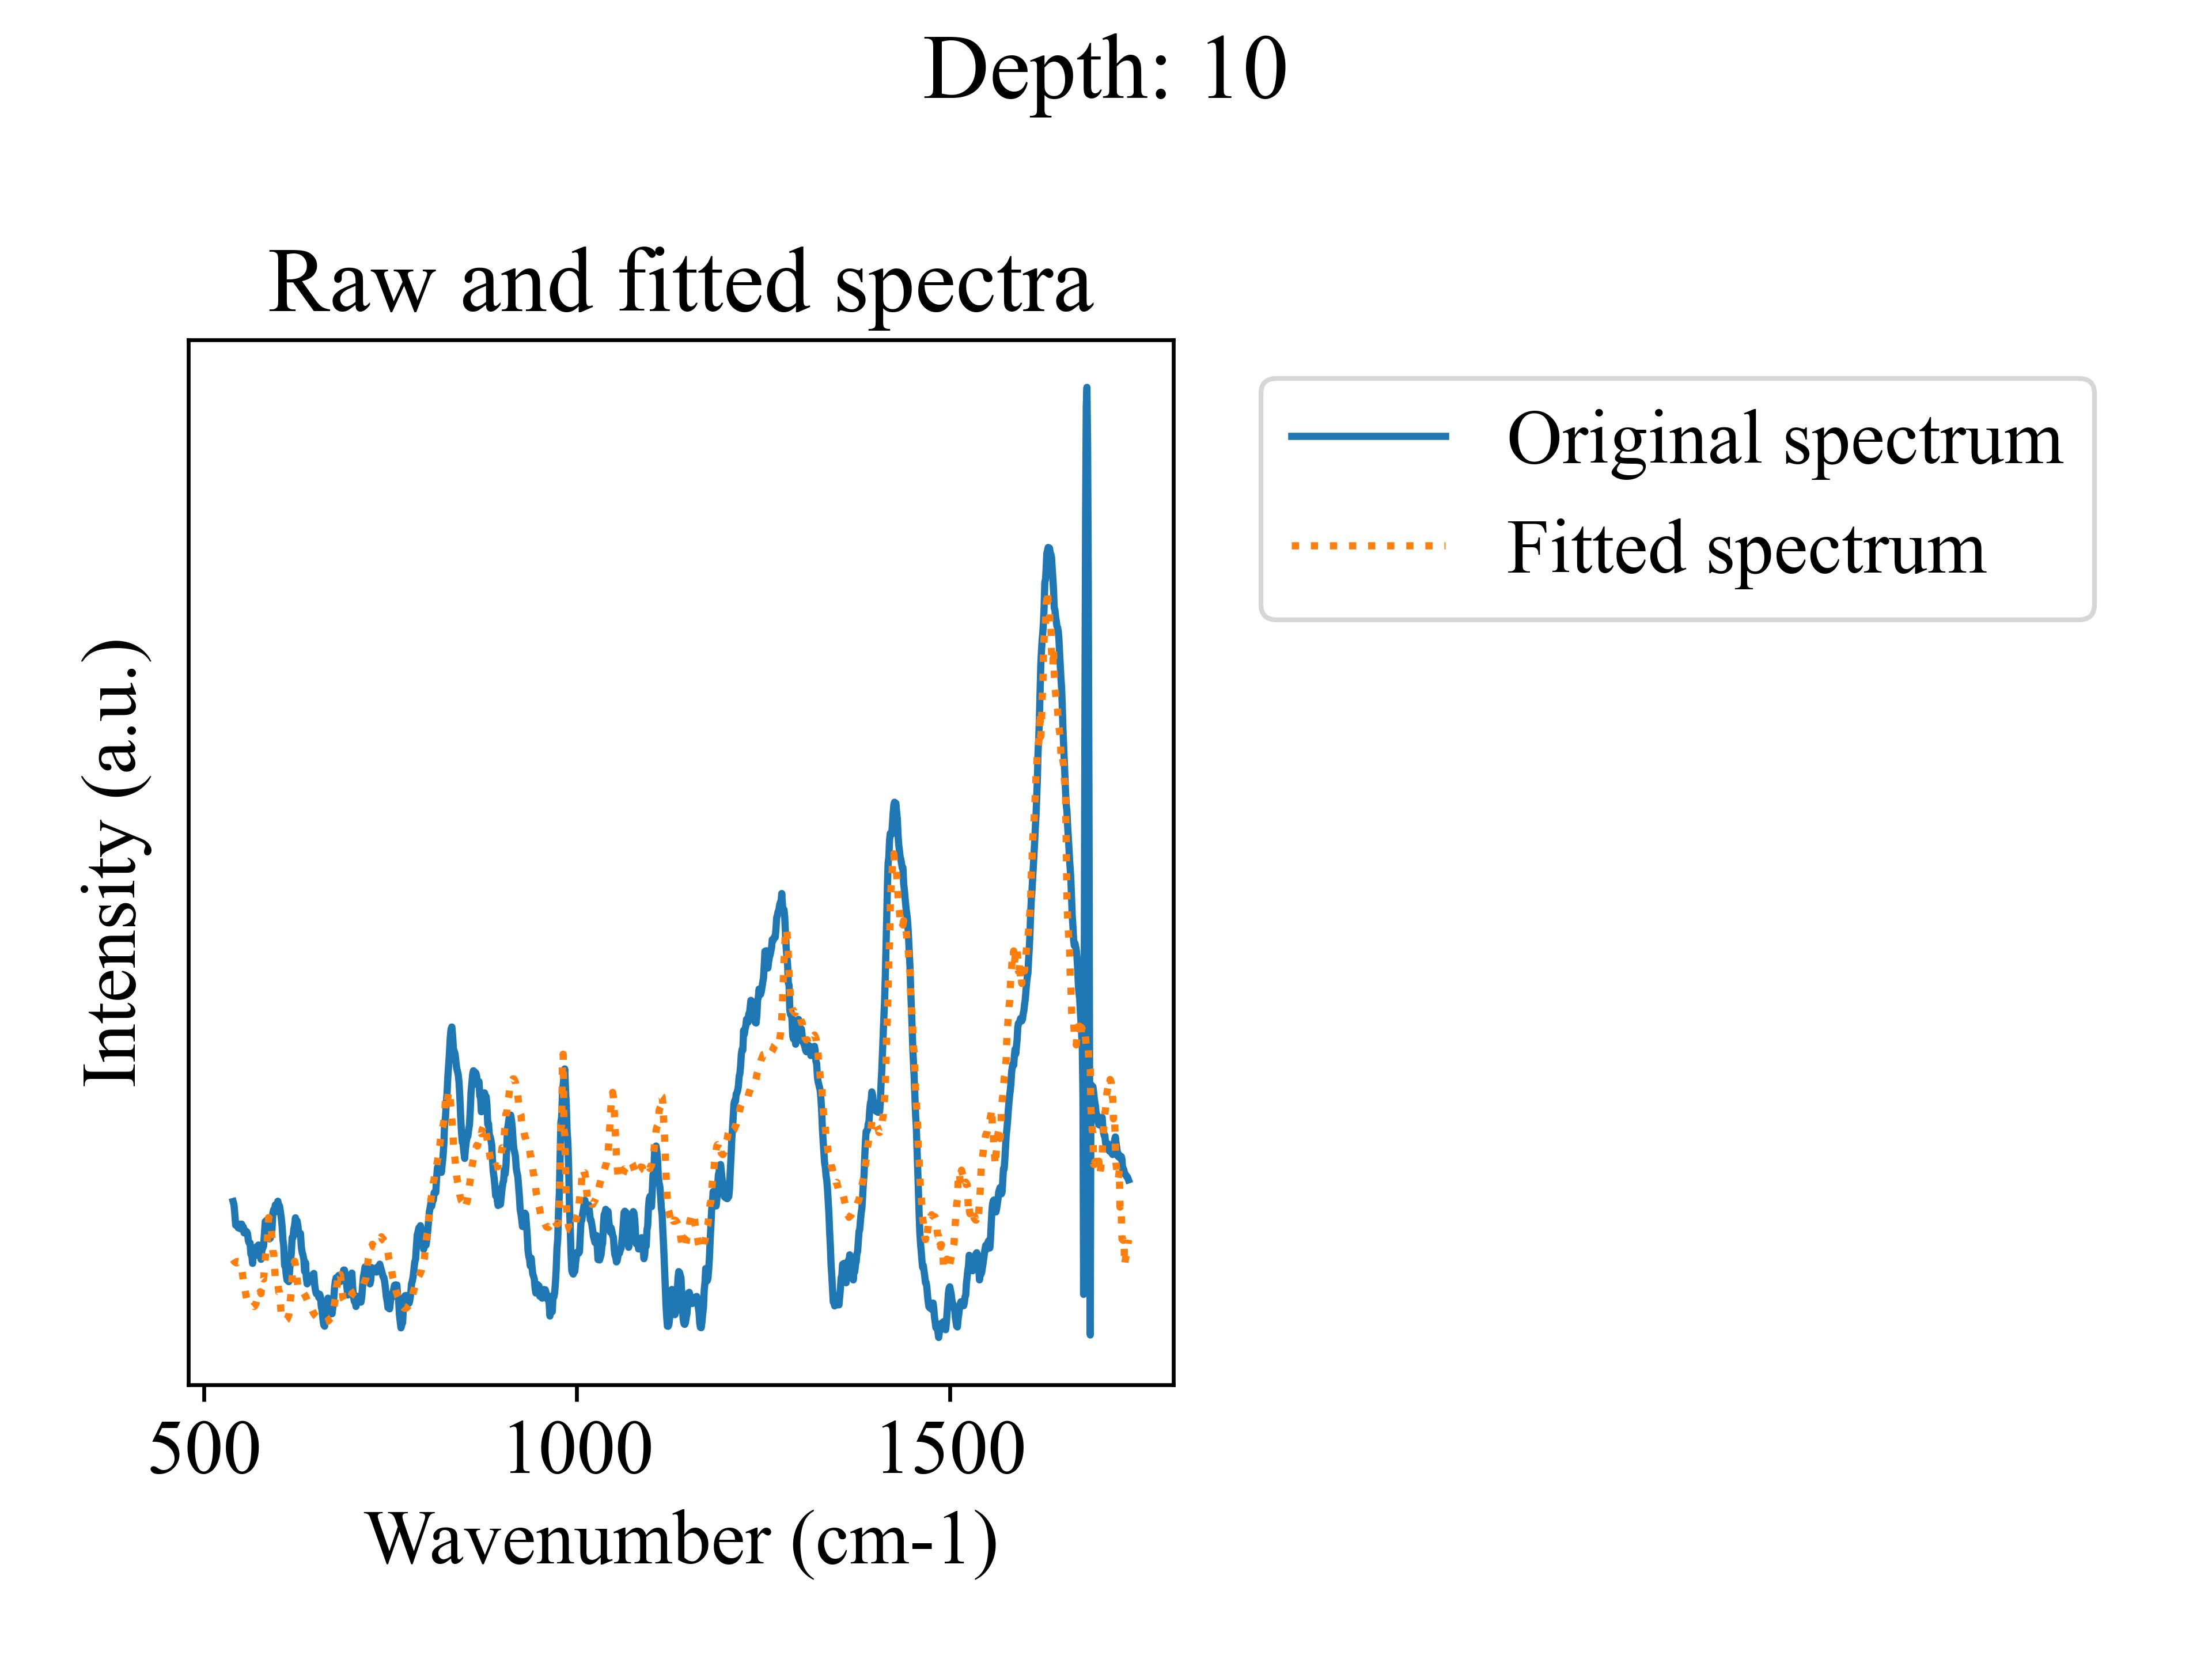 Depth: 10
Raw and fitted spectra
Original spectrum
Fitted spectrum
Intensity (a.u.)
500 1000 1500
Wavenumber (cm-1)